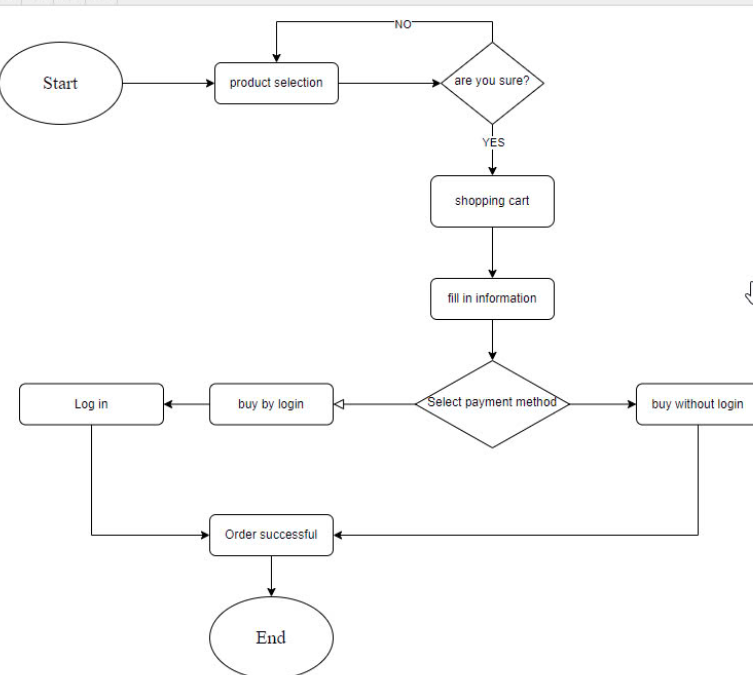 NO
Start
product selection
are you sure?
YES
shopping cart
fill in information
Log in
buy by login
Select payment method
buy without login
Order successful
End